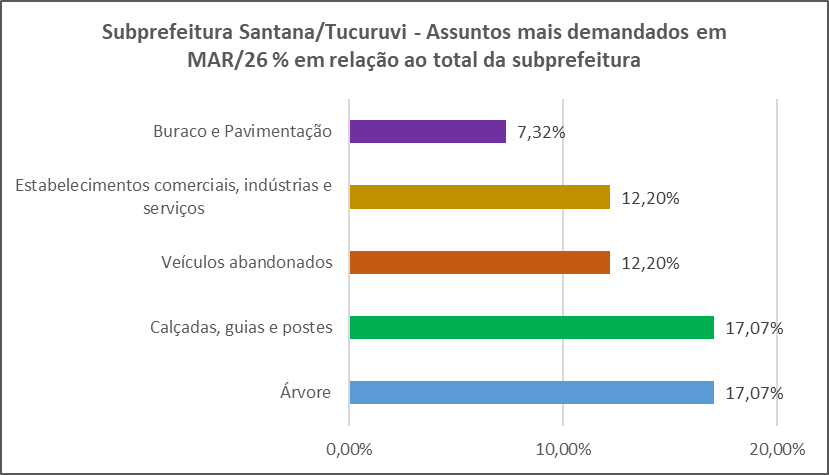 Subprefeitura Santana/Tucuruvi - Assuntos mais demandados em
MAR/26 % em relação ao total da subprefeitura
Buraco e Pavimentação
7,32%
Estabelecimentos comerciais, indústrias e
serviços
12,20%
Veículos abandonados
12,20%
Calçadas, guias e postes
17,07%
Árvore
17,07%
0,00%
10,00%
20,00%